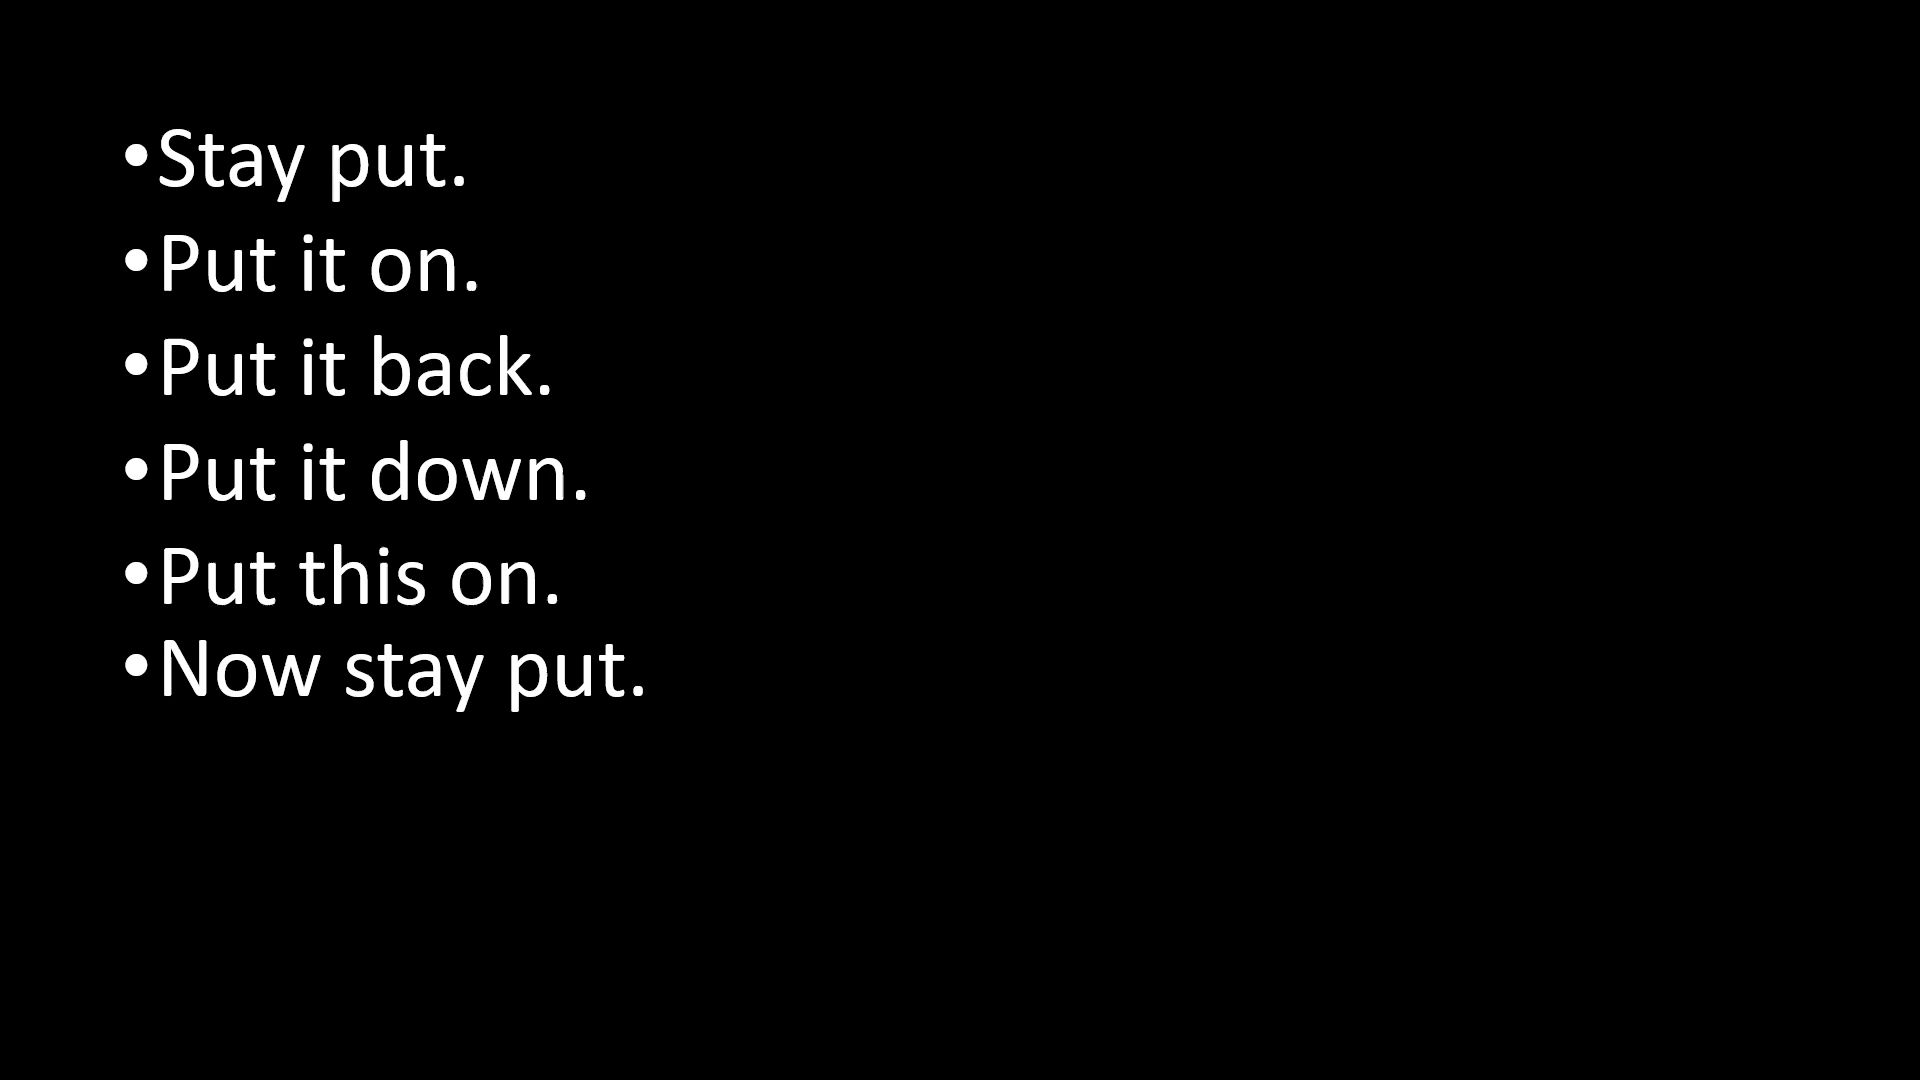 •Stay put.
•Put it on.
•Put it back.
•Put it down.
•Put this on.
•Now stay put.